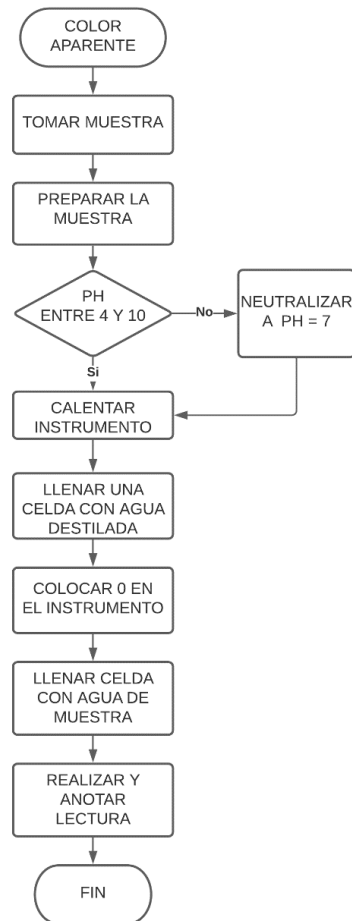 COLOR
APARENTE
TOMAR MUESTRA
PREPARAR LA
MUESTRA
PH
ENTRE 4 Y 10
No
NEUTRALIZAR
A PH = 7
Si
CALENTAR
INSTRUMENTO
LLENAR UNA
CELDA CON AGUA
DESTILADA
COLOCAR 0 EN
EL INSTRUMENTO
LLENAR CELDA
CON AGUA DE
MUESTRA
REALIZAR Y
ANOTAR
LECTURA
FIN